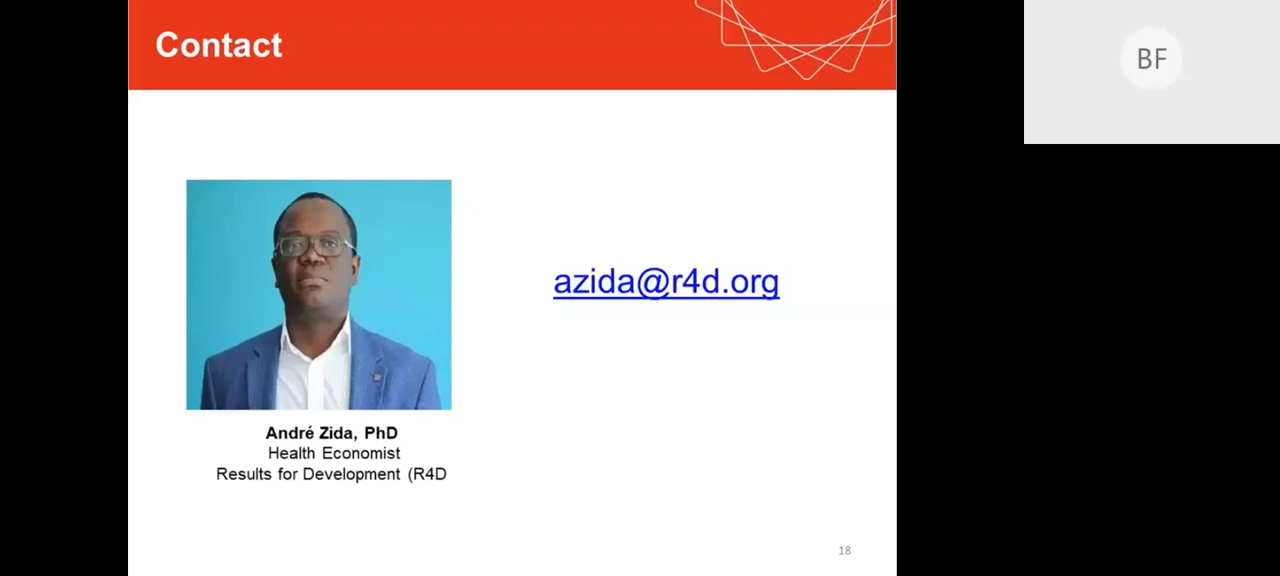 Contact
BF
azida@r4d.org
André Zida, PhD
Health Economist
Results for Development (R4D
18